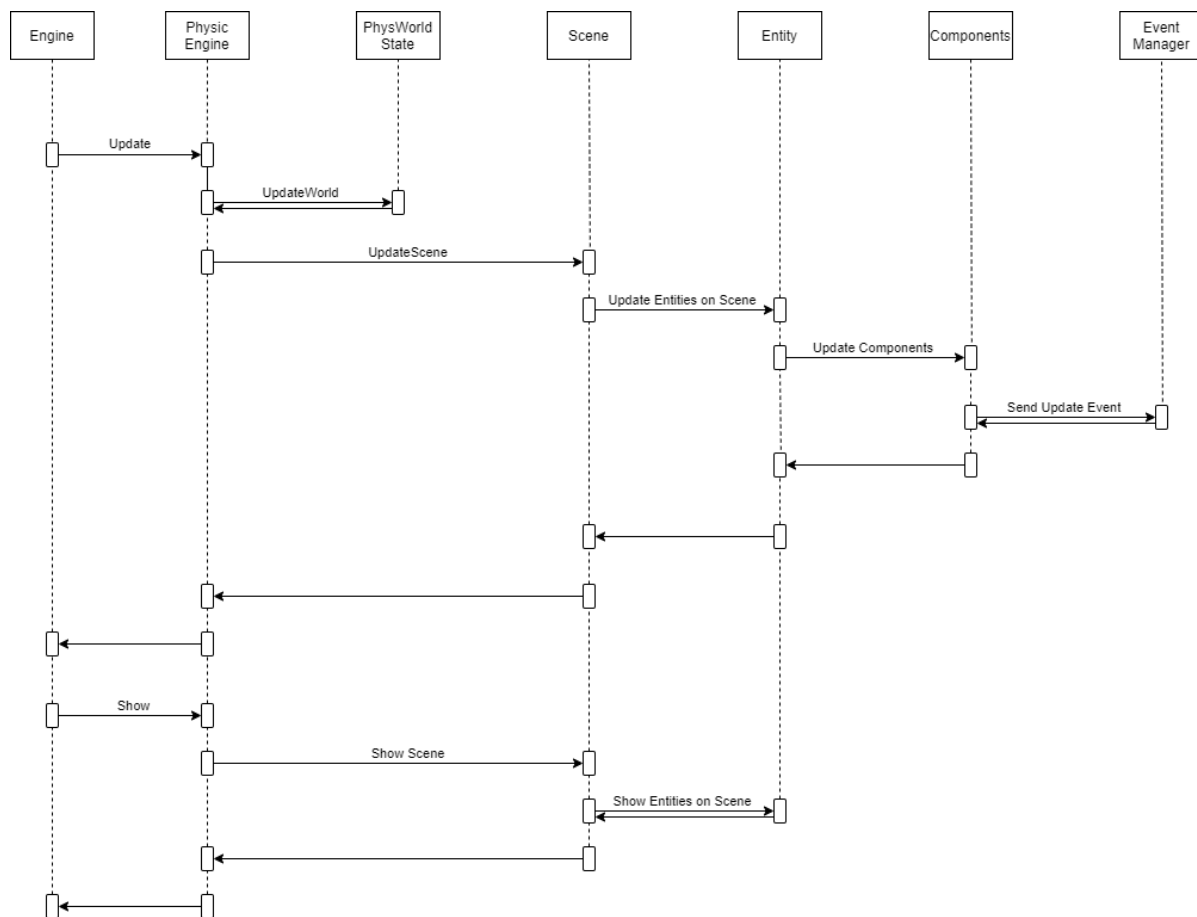 Engine
Physic
Engine
PhysWorld
State
Scene
Entity
Components
Event
Manager
Update
UpdateWorld
UpdateScene
Update Entities on Scene
Update Components
Send Update Event
Show
Show Scene
Show Entities on Scene